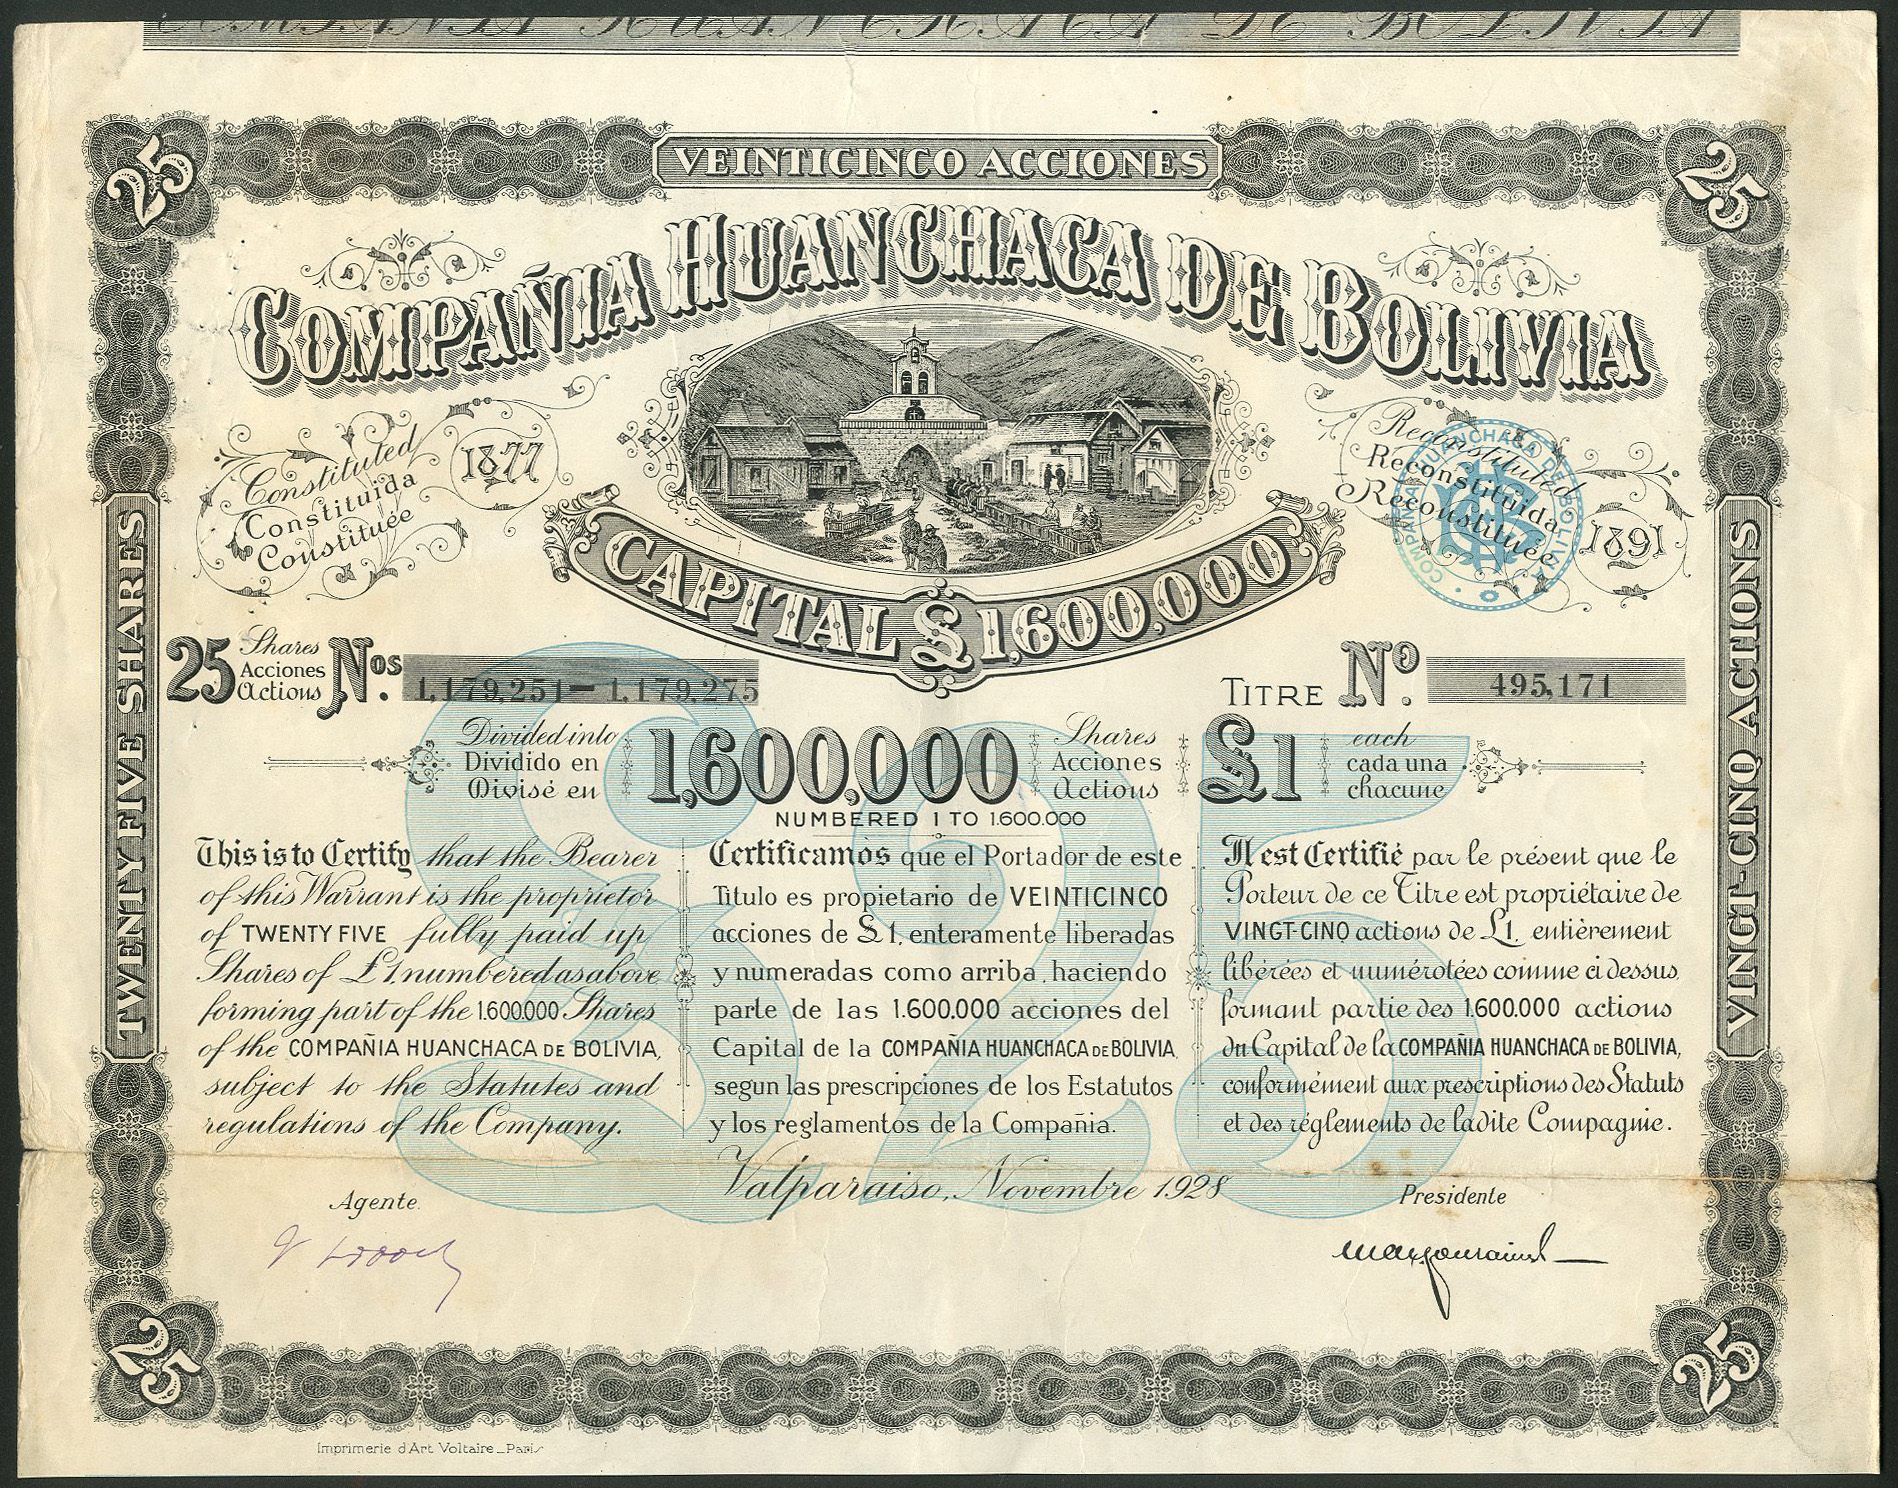 COMPAÑIA HUANCHACA DE BOLIVIA
25
VEINTICINCO ACCIONES
25
COMPAÑIA HUANCHACA DE BOLIVIA
Constituted
Constituida
Constituée
1877
Reconstituted
Reconstituida
Reconstituée
1891
COMPAÑIA HUANCHACA DE BOLIVIA
CAPITAL £1,600,000
TWENTY FIVE SHARES
VINGT-CINQ ACTIONS
25 Shares Acciones Actions Nos. 1,179,251— 1,179,275
TITRE No. 495,171
Divided into
Dividido en
Divisé en
1,600,000
Shares
Acciones
Actions
£1
each
cada una
chacune
NUMBERED 1 TO 1.600.000
This is to Certify that the Bearer
of this Warrant is the proprietor
of TWENTY FIVE fully paid up
Shares of £1, numbered as above
forming part of the 1.600.000 Shares
of the COMPAÑIA HUANCHACA DE BOLIVIA,
subject to the Statutes and
regulations of the Company.
Certificamos que el Portador de este
Titulo es propietario de VEINTICINCO
acciones de £1, enteramente liberadas
y numeradas como arriba, haciendo
parte de las 1.600.000 acciones del
Capital de la COMPAÑIA HUANCHACA DE BOLIVIA,
segun las prescripciones de los Estatutos
y los reglamentos de la Compañia.
Il est Certifié par le présent que le
Porteur de ce Titre est propriétaire de
VINGT-CINQ actions de £1, entièrement
libérées et numérotées comme ci dessus,
formant partie des 1.600.000 actions
du Capital de la COMPAÑIA HUANCHACA DE BOLIVIA,
conformément aux prescriptions des Statuts
et des réglements de ladite Compagnie.
£25
Valparaiso, Novembre 1928
Agente.
Presidente
25
25
Imprimerie d'Art Voltaire_Paris